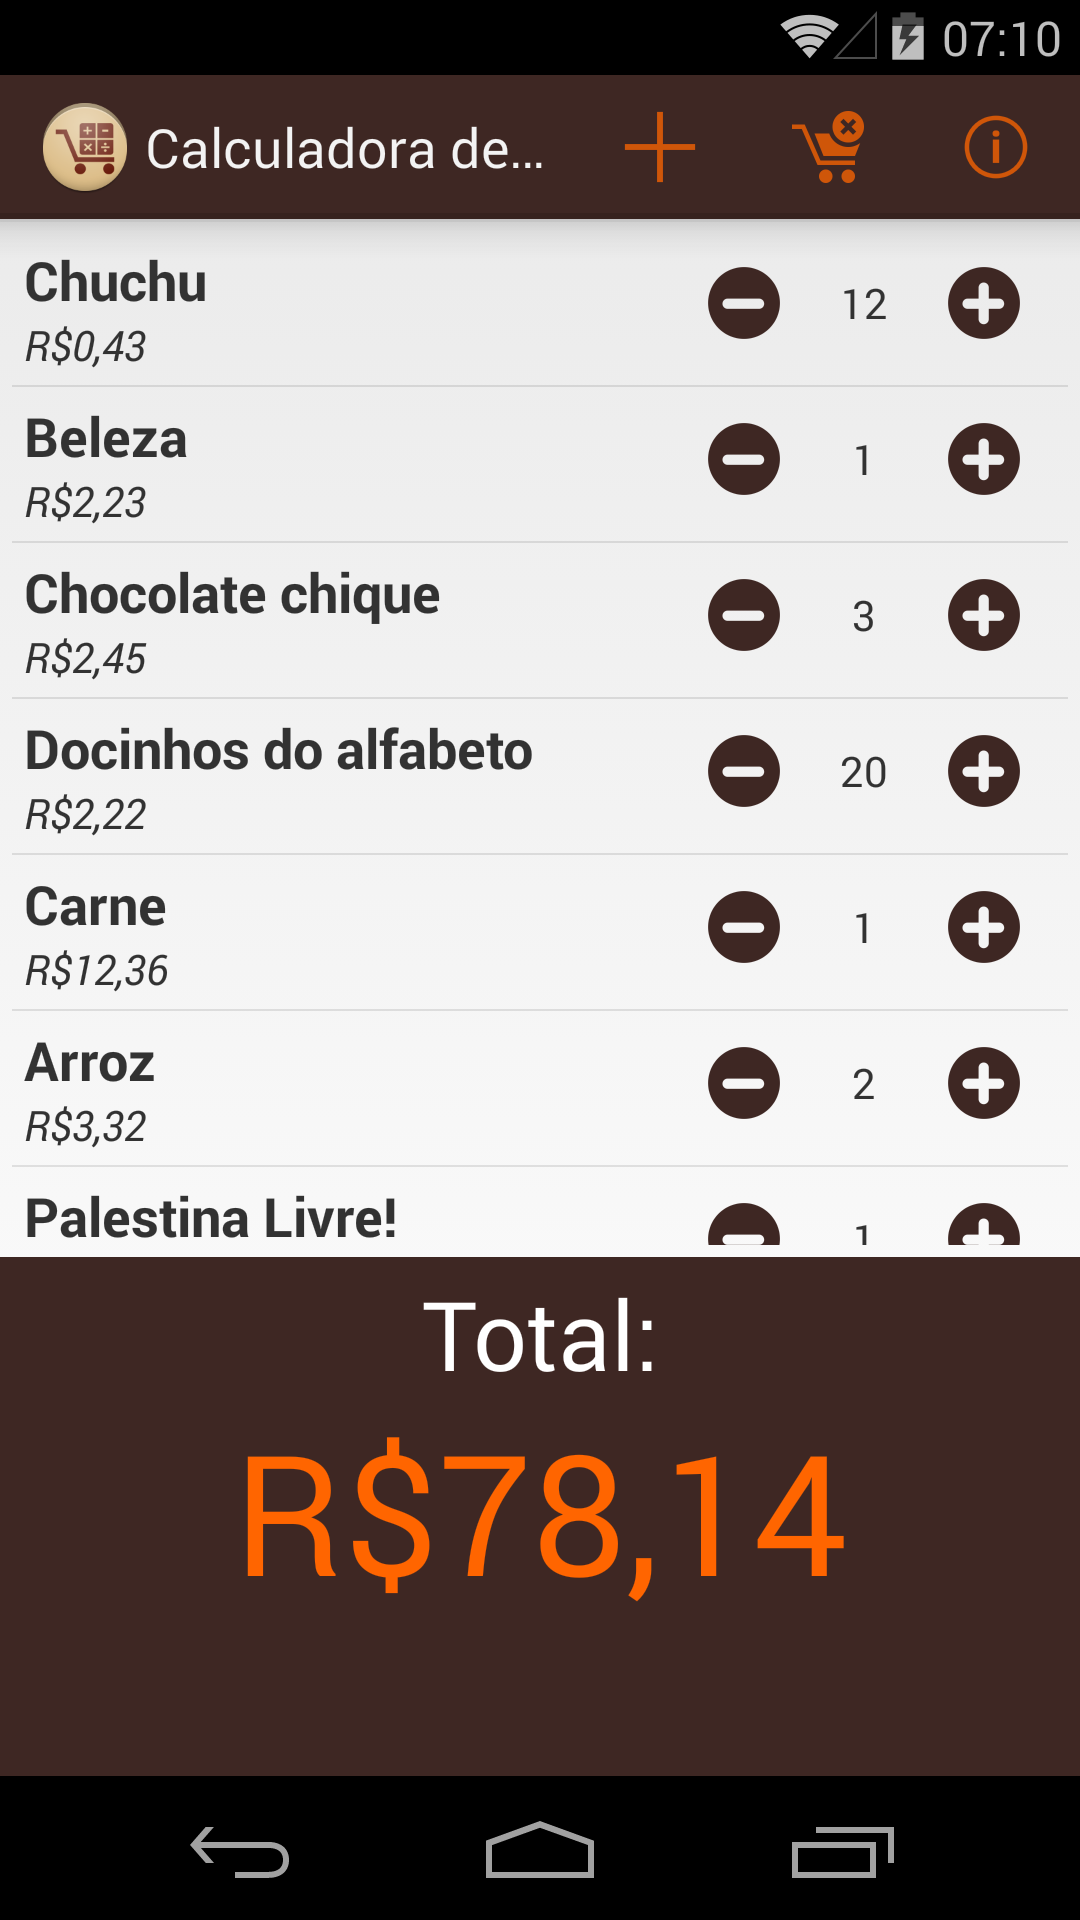 07:10
Calculadora de...
Chuchu
R$0,43
12
Beleza
R$2,23
1
Chocolate chique
R$2,45
3
Docinhos do alfabeto
R$2,22
20
Carne
R$12,36
1
Arroz
R$3,32
2
Palestina Livre!
1
Total:
R$78,14